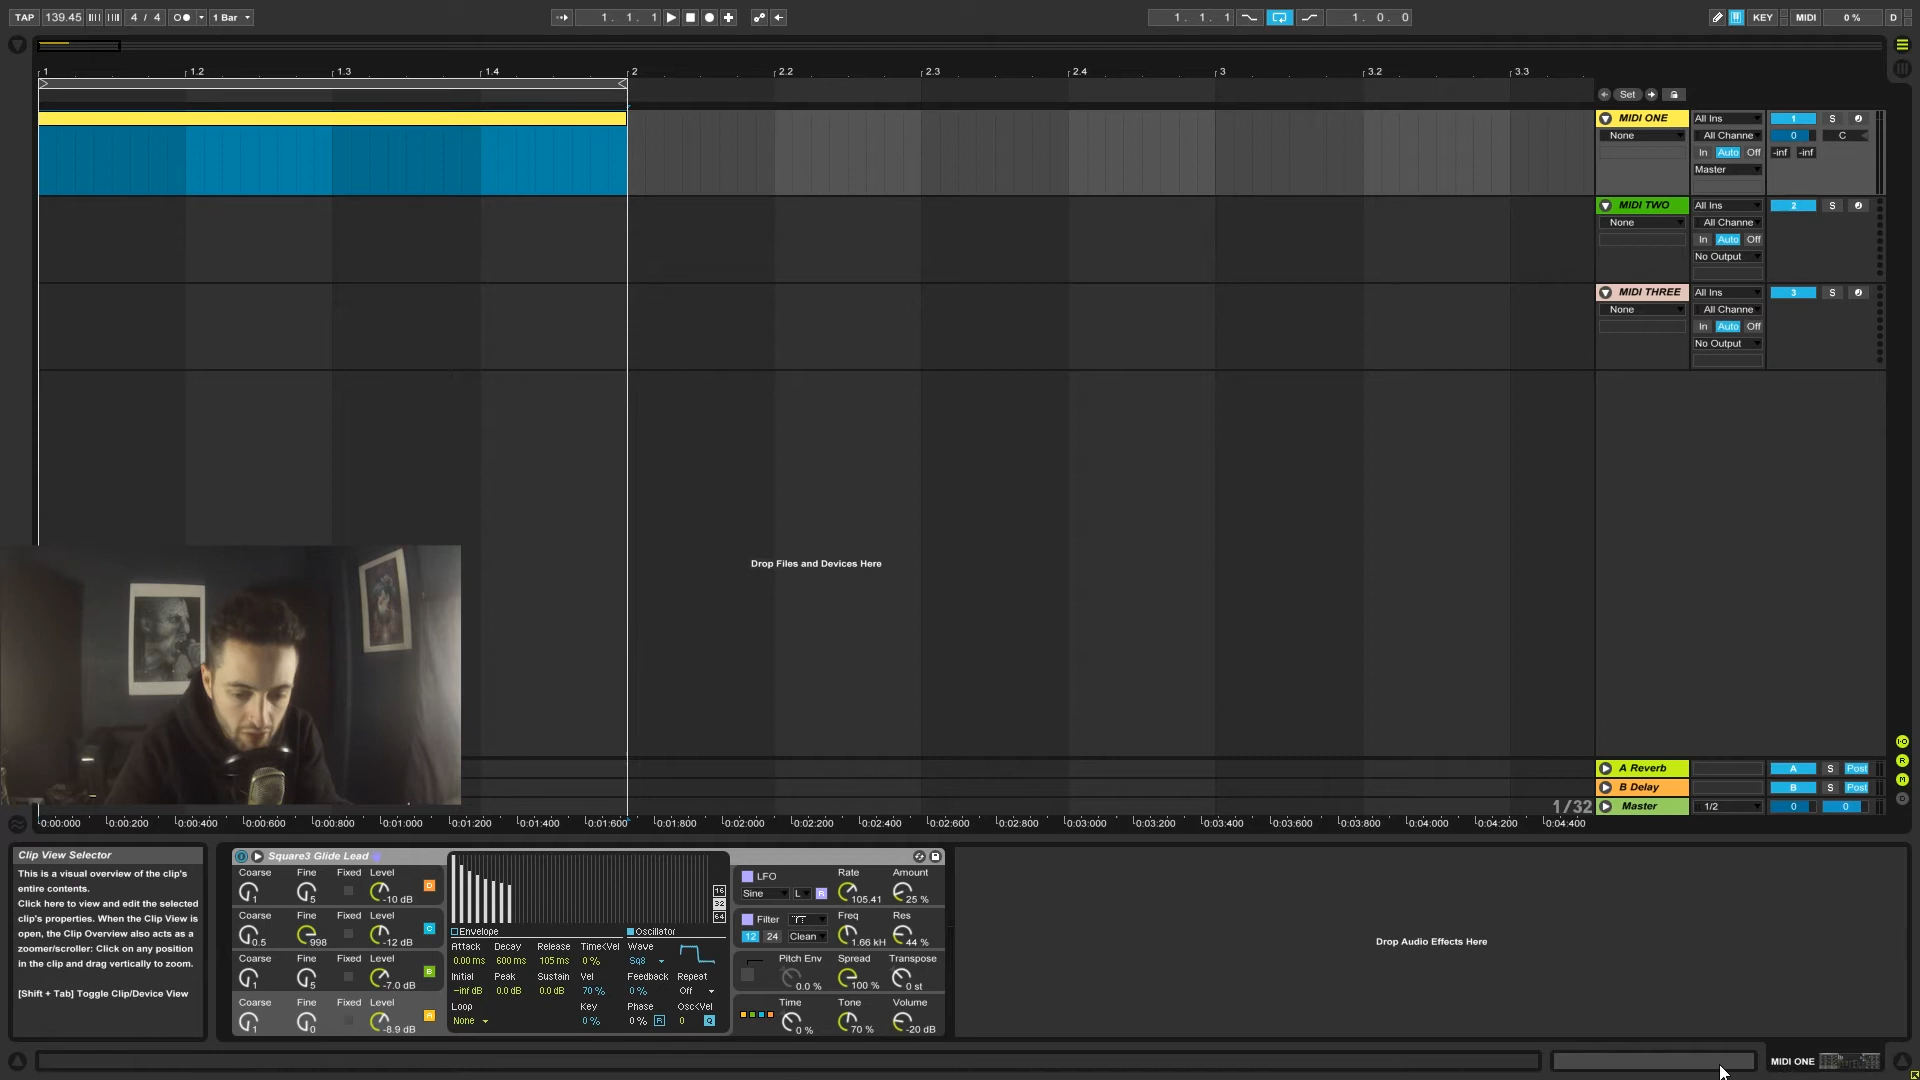 TAP 139.45 4 / 4 1 Bar 1. 1. 1 1. 1. 1 1. 0. 0 KEY MIDI 0 % D
1 1.2 1.3 1.4 2 2.2 2.3 2.4 3 3.2 3.3
Set
MIDI ONE All Ins 1 S
None All Channe 0 C
In Auto Off -inf -inf
Master
MIDI TWO All Ins 2 S
None All Channe
In Auto Off
No Output
MIDI THREE All Ins 3 S
None All Channe
In Auto Off
No Output
Drop Files and Devices Here
A Reverb A S Post
B Delay B S Post
1/32 Master 1/2 0 0
0:00:000 0:00:200 0:00:400 0:00:600 0:00:800 0:01:000 0:01:200 0:01:400 0:01:600 0:01:800 0:02:000 0:02:200 0:02:400 0:02:600 0:02:800 0:03:000 0:03:200 0:03:400 0:03:600 0:03:800 0:04:000 0:04:200 0:04:400
Clip View Selector
This is a visual overview of the clip's
entire contents.
Click here to view and edit the selected
clip's properties. When the Clip View is
open, the Clip Overview also acts as a
zoomer/scroller: Click on any position
in the clip and drag vertically to zoom.
[Shift + Tab] Toggle Clip/Device View
Square3 Glide Lead
Coarse Fine Fixed Level
1 5 -10 dB D
Coarse Fine Fixed Level
0.5 998 -12 dB C
Coarse Fine Fixed Level
1 5 -7.0 dB B
Coarse Fine Fixed Level
1 0 -8.9 dB A
16
32
64
Envelope Oscillator
Attack Decay Release Time<Vel Wave
0.00 ms 600 ms 105 ms 0 % Sq8
Initial Peak Sustain Vel Feedback Repeat
-inf dB 0.0 dB 0.0 dB 70 % 0 % Off
Loop Key Phase Osc<Vel
None 0 % 0 % R 0 Q
LFO Rate Amount
Sine L R 105.41 25 %
Filter Freq Res
12 24 Clean 1.66 kH 44 %
Pitch Env Spread Transpose
0.0 % 100 % 0 st
Time Tone Volume
0 % 70 % -20 dB
Drop Audio Effects Here
MIDI ONE